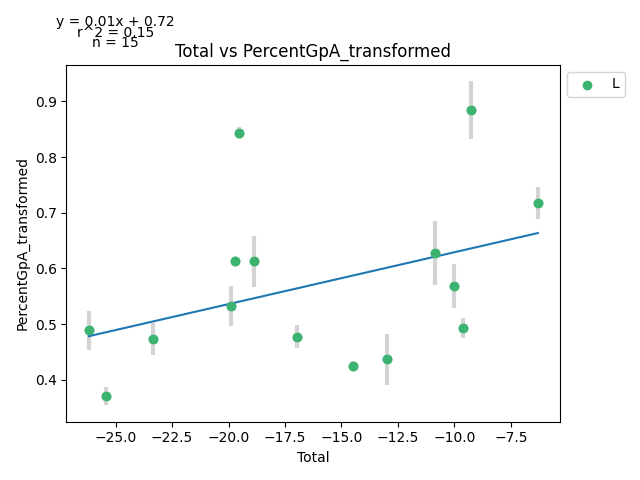 y = 0.01x + 0.72
r^2 = 0.15
n = 15
Total vs PercentGpA_transformed
L
PercentGpA_transformed
0.9
0.8
0.7
0.6
0.5
0.4
−25.0 −22.5 −20.0 −17.5 −15.0 −12.5 −10.0 −7.5
Total